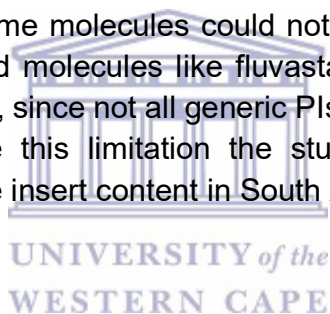 me molecules could not
d molecules like fluvasta
, since not all generic PIs
e this limitation the stu
e insert content in South
UNIVERSITY of the
WESTERN CAPE